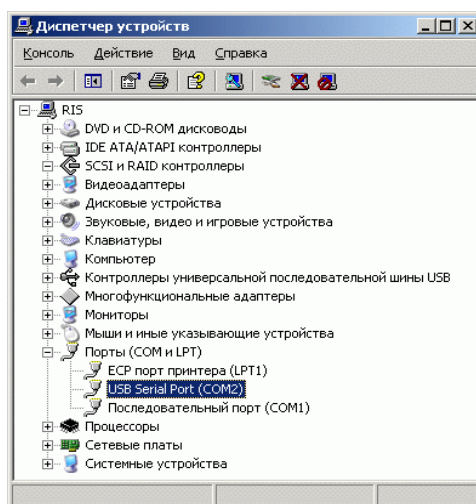 Диспетчер устройств
Консоль Действие Вид Справка
RIS
DVD и CD-ROM дисководы
IDE ATA/ATAPI контроллеры
SCSI и RAID контроллеры
Видеоадаптеры
Дисковые устройства
Звуковые, видео и игровые устройства
Клавиатуры
Компьютер
Контроллеры универсальной последовательной шины USB
Многофункциональные адаптеры
Мониторы
Мыши и иные указывающие устройства
Порты (COM и LPT)
ECP порт принтера (LPT1)
USB Serial Port (COM2)
Последовательный порт (COM1)
Процессоры
Сетевые платы
Системные устройства